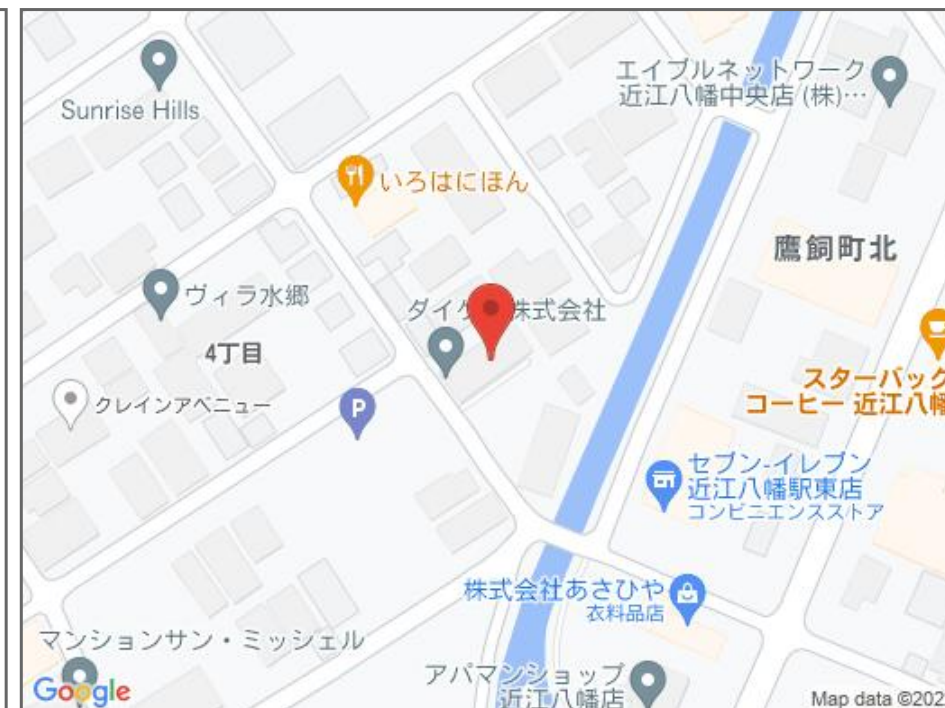 Sunrise Hills
エイブルネットワーク
近江八幡中央店 (株)…
いろはにほん
鷹飼町北
ヴィラ水郷
ダイケ
株式会社
4丁目
クレインアベニュー
P
スターバック
コーヒー 近江八幡
セブン-イレブン
近江八幡駅東店
コンビニエンスストア
株式会社あさひや
衣料品店
マンションサン・ミッシェル
アパマンショップ
近江八幡店
Google
Map data ©202